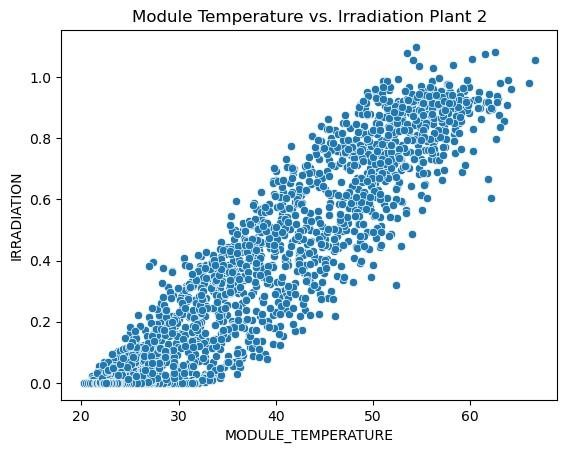 Module Temperature vs. Irradiation Plant 2
1.0
0.8
0.6
0.4
0.2
0.0
IRRADIATION
20 30 40 50 60
MODULE_TEMPERATURE